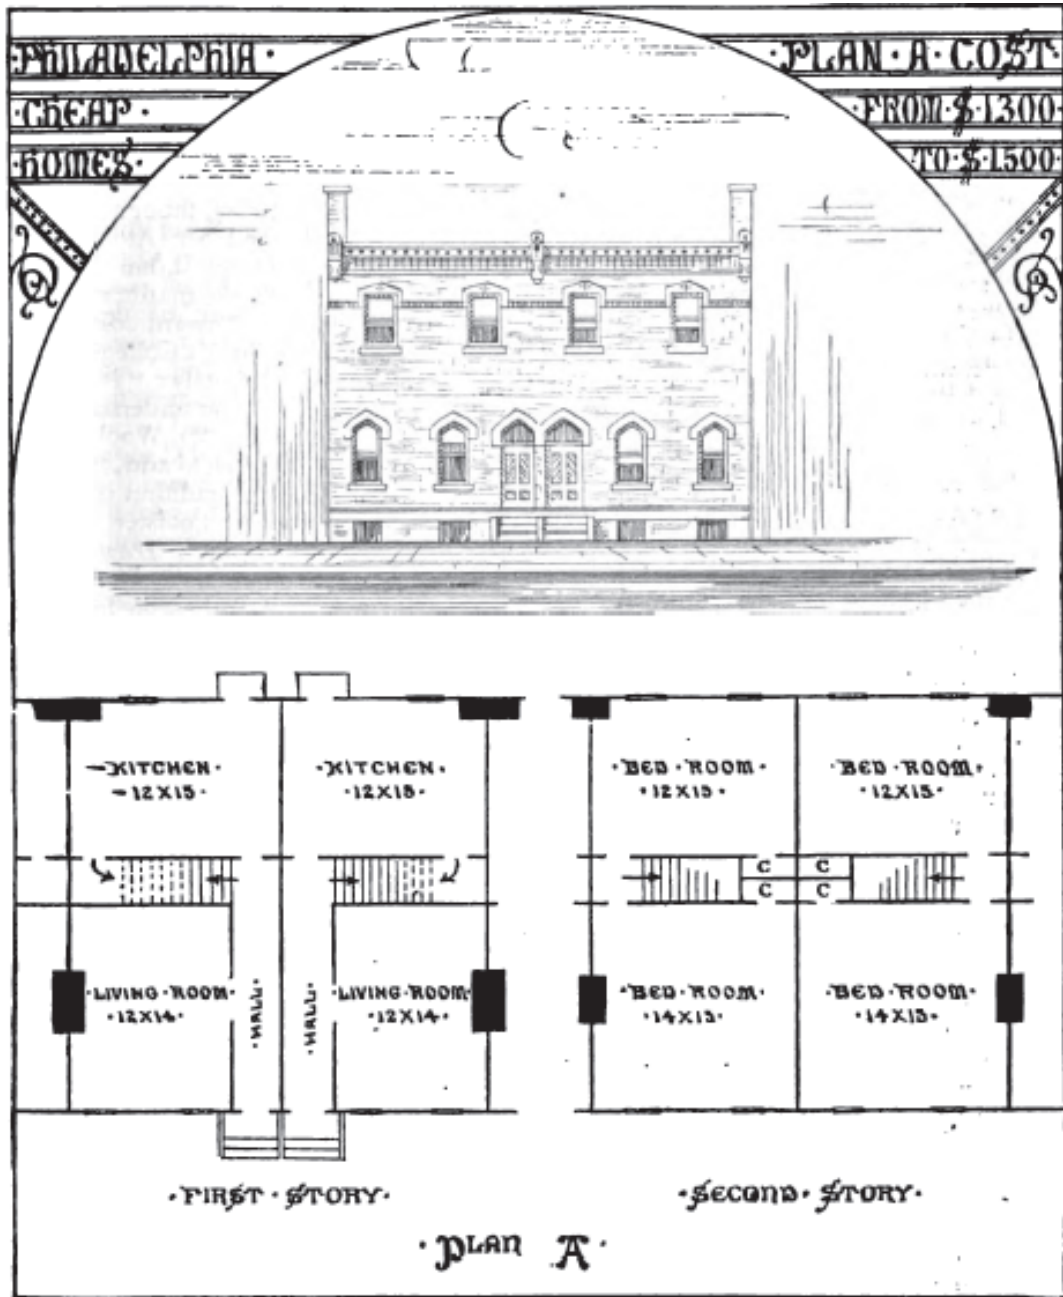 ·PHILADELPHIA·
·CHEAP·
·HOMES·
·PLAN·A·COST·
·FROM·$·1300·
·TO·$·1500·
–KITCHEN·
–12X15·
·KITCHEN·
·12X15·
·BED·ROOM·
·12X15·
·BED·ROOM·
·12X15·
C
C
C
C
·LIVING·ROOM·
·12X14·
·HALL·
·HALL·
·LIVING·ROOM·
·12X14·
·BED·ROOM·
·14X15·
·BED·ROOM·
·14X15·
·FIRST·STORY·
·SECOND·STORY·
·PLAN A·